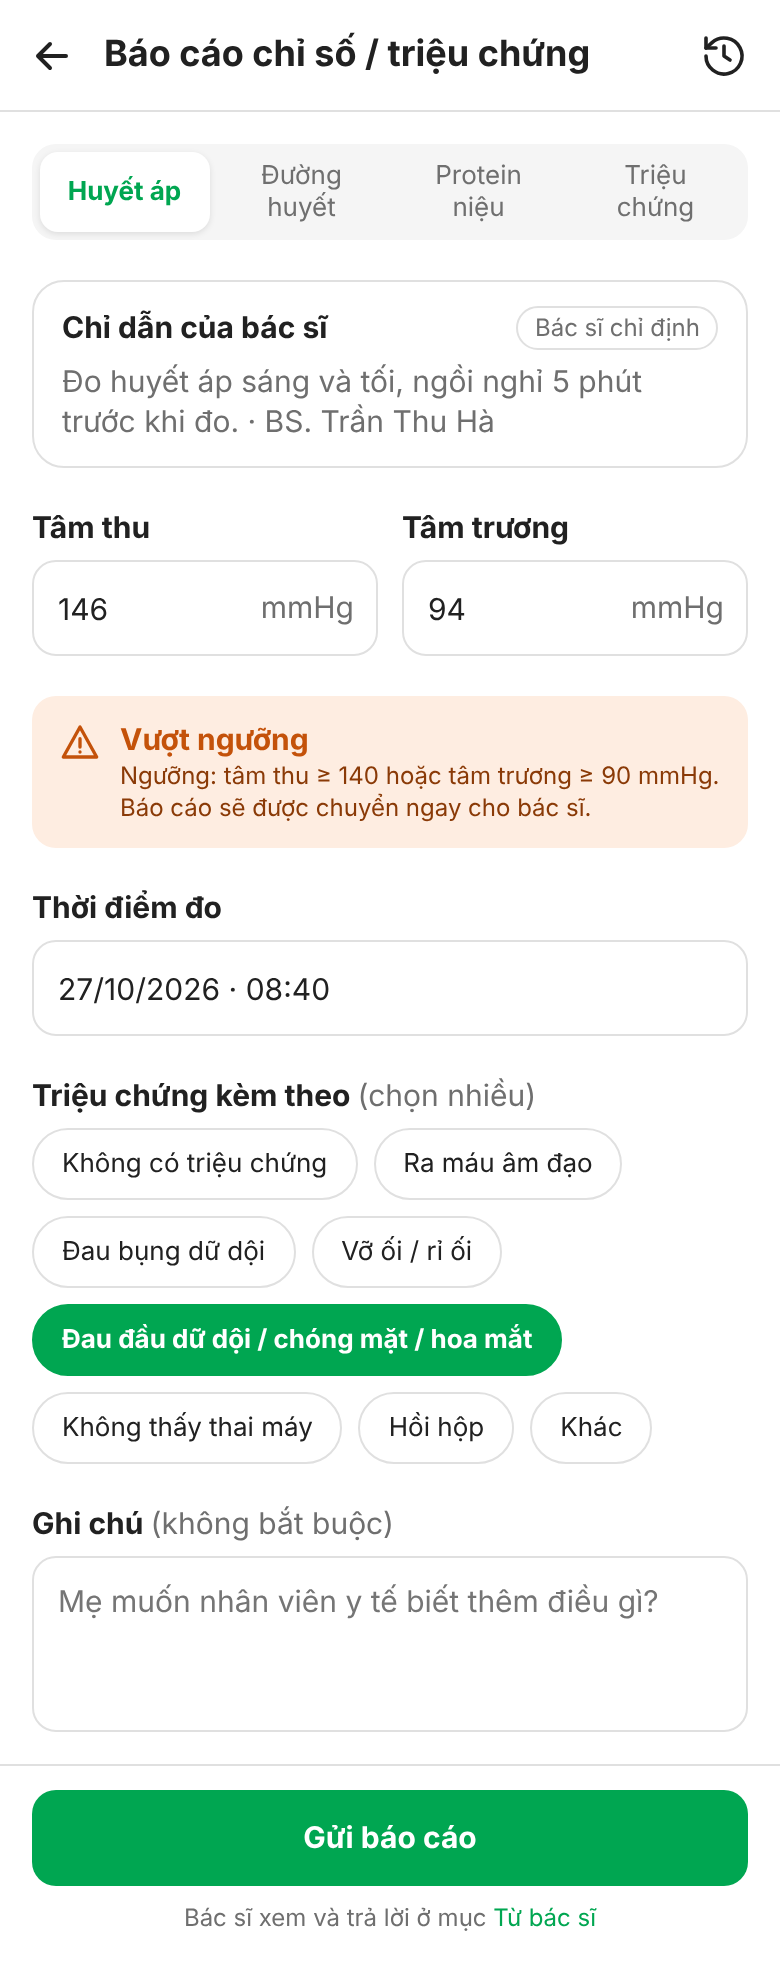 Báo cáo chỉ số / triệu chứng
Huyết áp
Đường huyết
Protein niệu
Triệu chứng
Chỉ dẫn của bác sĩ
Bác sĩ chỉ định
Đo huyết áp sáng và tối, ngồi nghỉ 5 phút
trước khi đo. · BS. Trần Thu Hà
Tâm thu
Tâm trương
146 mmHg
94 mmHg
Vượt ngưỡng
Ngưỡng: tâm thu ≥ 140 hoặc tâm trương ≥ 90 mmHg.
Báo cáo sẽ được chuyển ngay cho bác sĩ.
Thời điểm đo
27/10/2026 · 08:40
Triệu chứng kèm theo (chọn nhiều)
Không có triệu chứng
Ra máu âm đạo
Đau bụng dữ dội
Vỡ ối / rỉ ối
Đau đầu dữ dội / chóng mặt / hoa mắt
Không thấy thai máy
Hồi hộp
Khác
Ghi chú (không bắt buộc)
Mẹ muốn nhân viên y tế biết thêm điều gì?
Gửi báo cáo
Bác sĩ xem và trả lời ở mục Từ bác sĩ